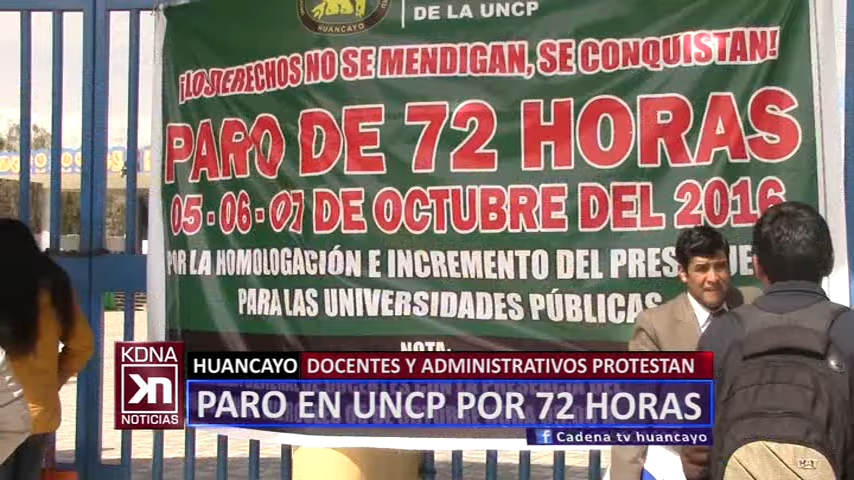 DE LA UNCP
HUANCAYO
¡LOS DERECHOS NO SE MENDIGAN, SE CONQUISTAN!
PARO DE 72 HORAS
05 - 06 - 07 DE OCTUBRE DEL 2016
POR LA HOMOLOGACIÓN E INCREMENTO DEL
PARA LAS UNIVERSIDADES PÚBLICAS
NOTA:
KDNA
NOTICIAS
HUANCAYO DOCENTES Y ADMINISTRATIVOS PROTESTAN
PARO EN UNCP POR 72 HORAS
f Cadena tv huancayo
CAT